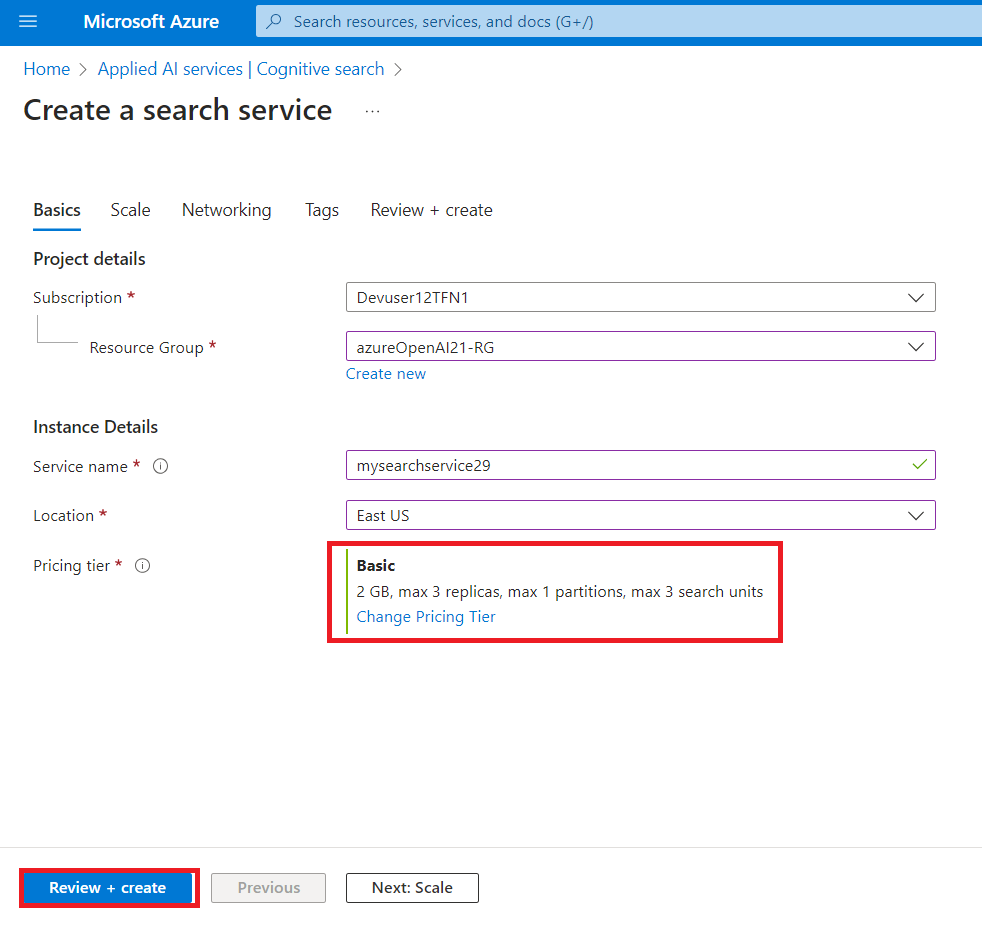 Microsoft Azure
Search resources, services, and docs (G+/)
Home > Applied AI services | Cognitive search >
Create a search service ...
Basics Scale Networking Tags Review + create
Project details
Subscription * Devuser12TFN1
Resource Group * azureOpenAI21-RG
Create new
Instance Details
Service name * mysearchservice29
Location * East US
Pricing tier * Basic
2 GB, max 3 replicas, max 1 partitions, max 3 search units
Change Pricing Tier
Review + create Previous Next: Scale